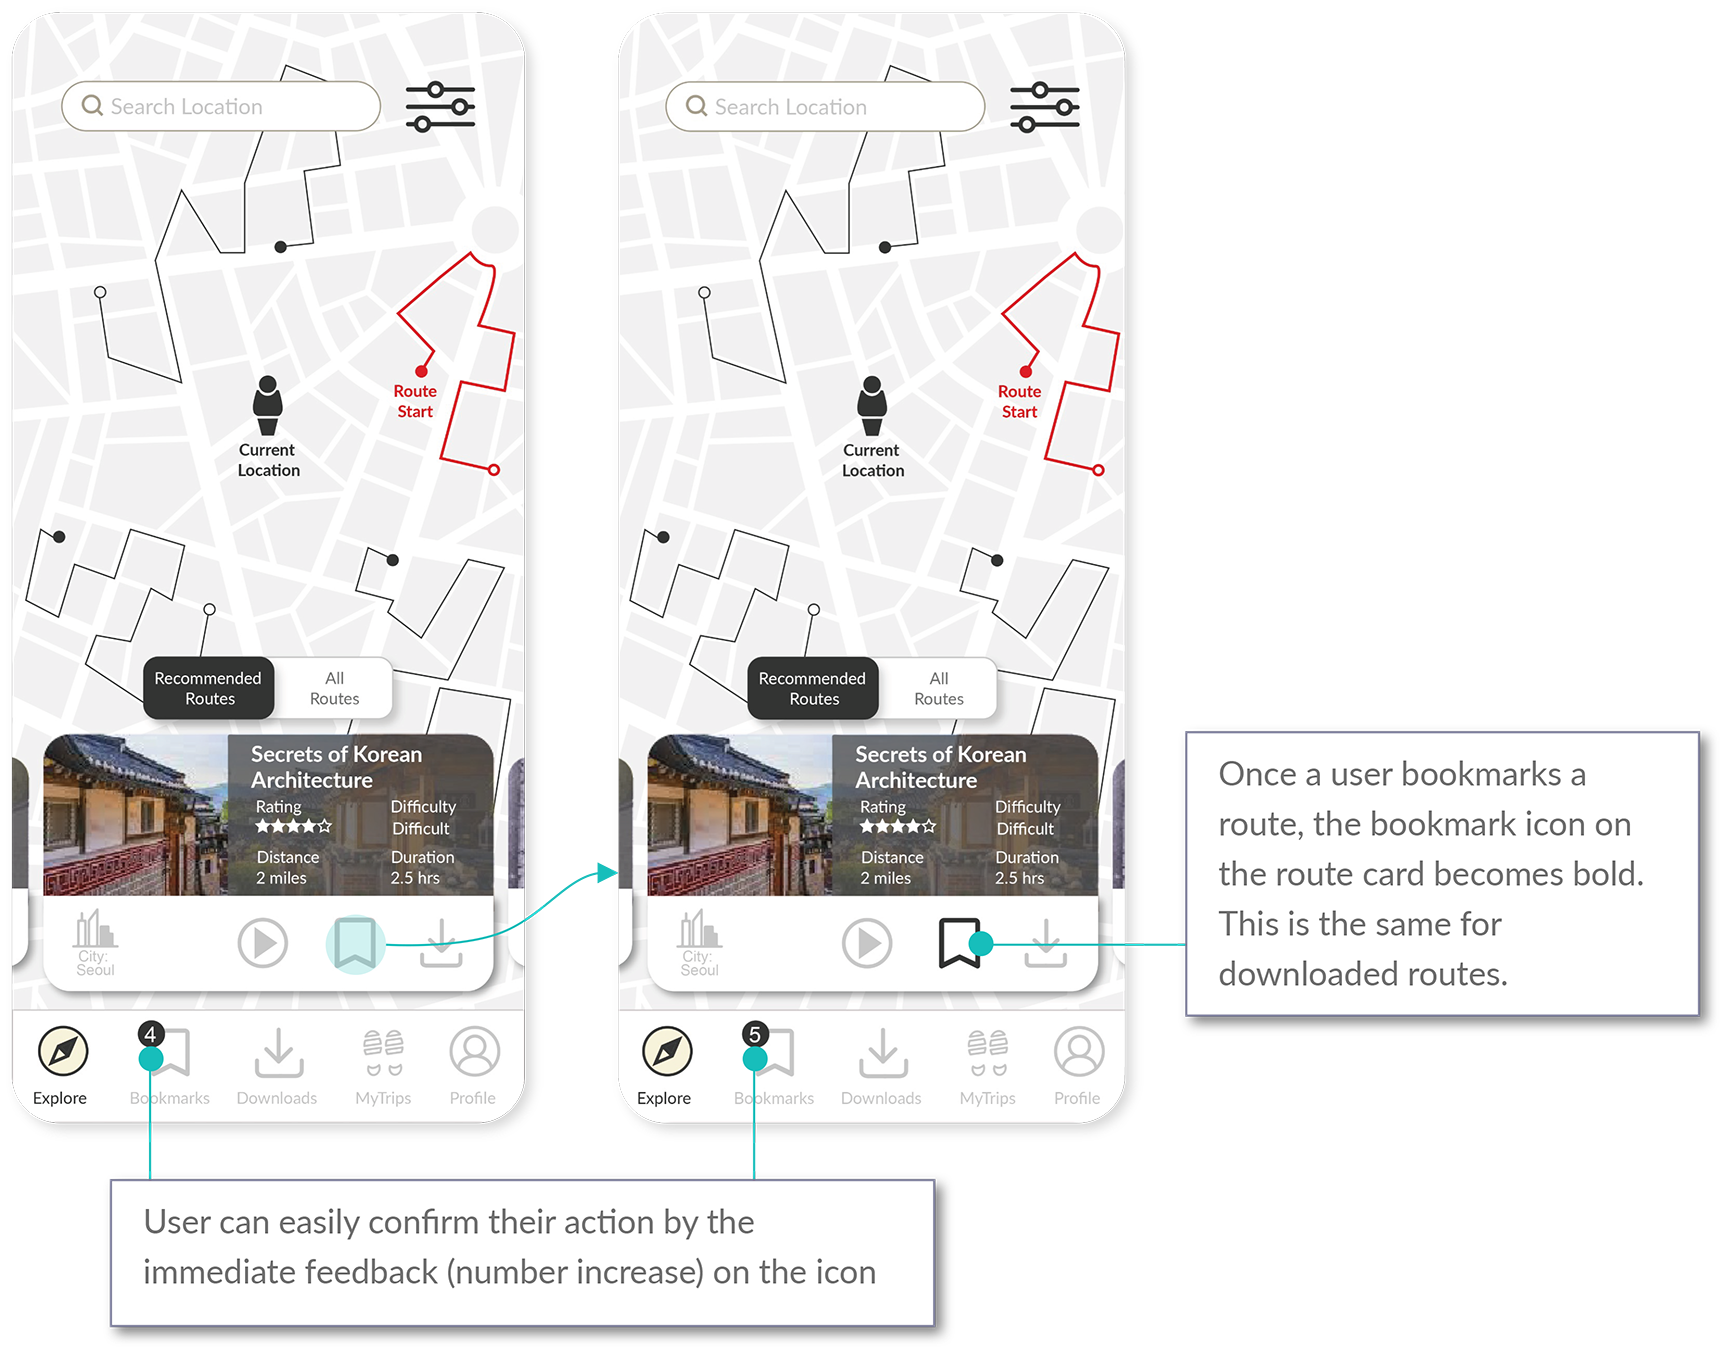 Search Location
Current
Location
Route
Start
Recommended
Routes
All
Routes
Secrets of Korean
Architecture
Rating
Difficulty
Difficult
Distance
2 miles
Duration
2.5 hrs
City:
Seoul
4
Explore
Bookmarks
Downloads
MyTrips
Profile
Search Location
Current
Location
Route
Start
Recommended
Routes
All
Routes
Secrets of Korean
Architecture
Rating
Difficulty
Difficult
Distance
2 miles
Duration
2.5 hrs
City:
Seoul
5
Explore
Bookmarks
Downloads
MyTrips
Profile
Once a user bookmarks a
route, the bookmark icon on
the route card becomes bold.
This is the same for
downloaded routes.
User can easily confirm their action by the
immediate feedback (number increase) on the icon